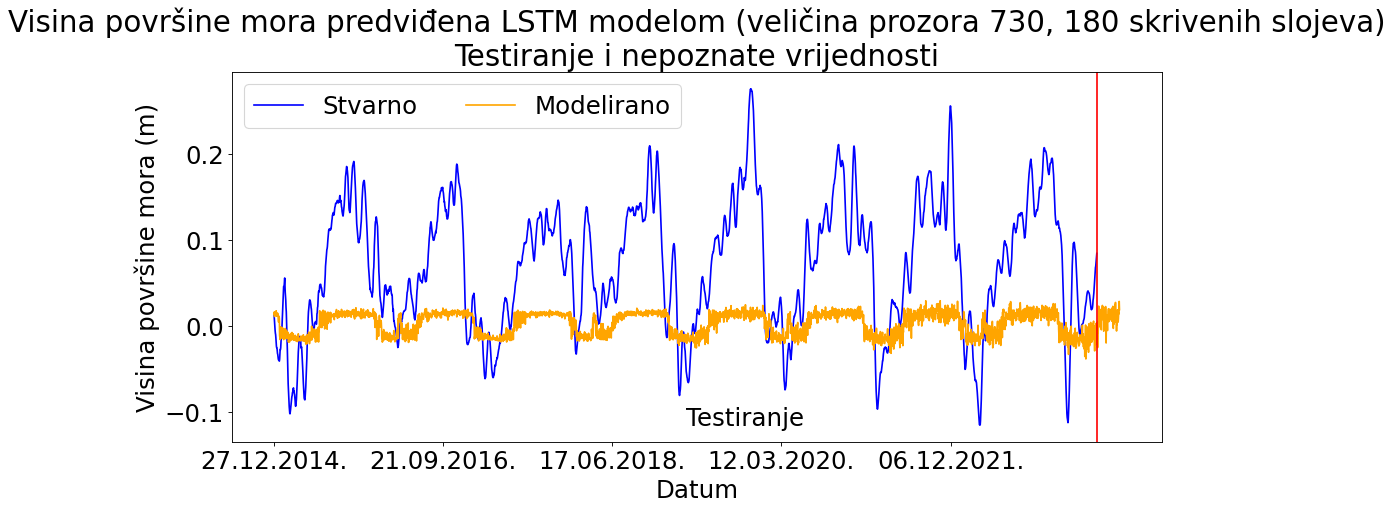 Visina površine mora predviđena LSTM modelom (veličina prozora 730, 180 skrivenih slojeva)
Testiranje i nepoznate vrijednosti
Stvarno Modelirano
Visina površine mora (m)
0.2
0.1
0.0
−0.1
Testiranje
27.12.2014. 21.09.2016. 17.06.2018. 12.03.2020. 06.12.2021.
Datum